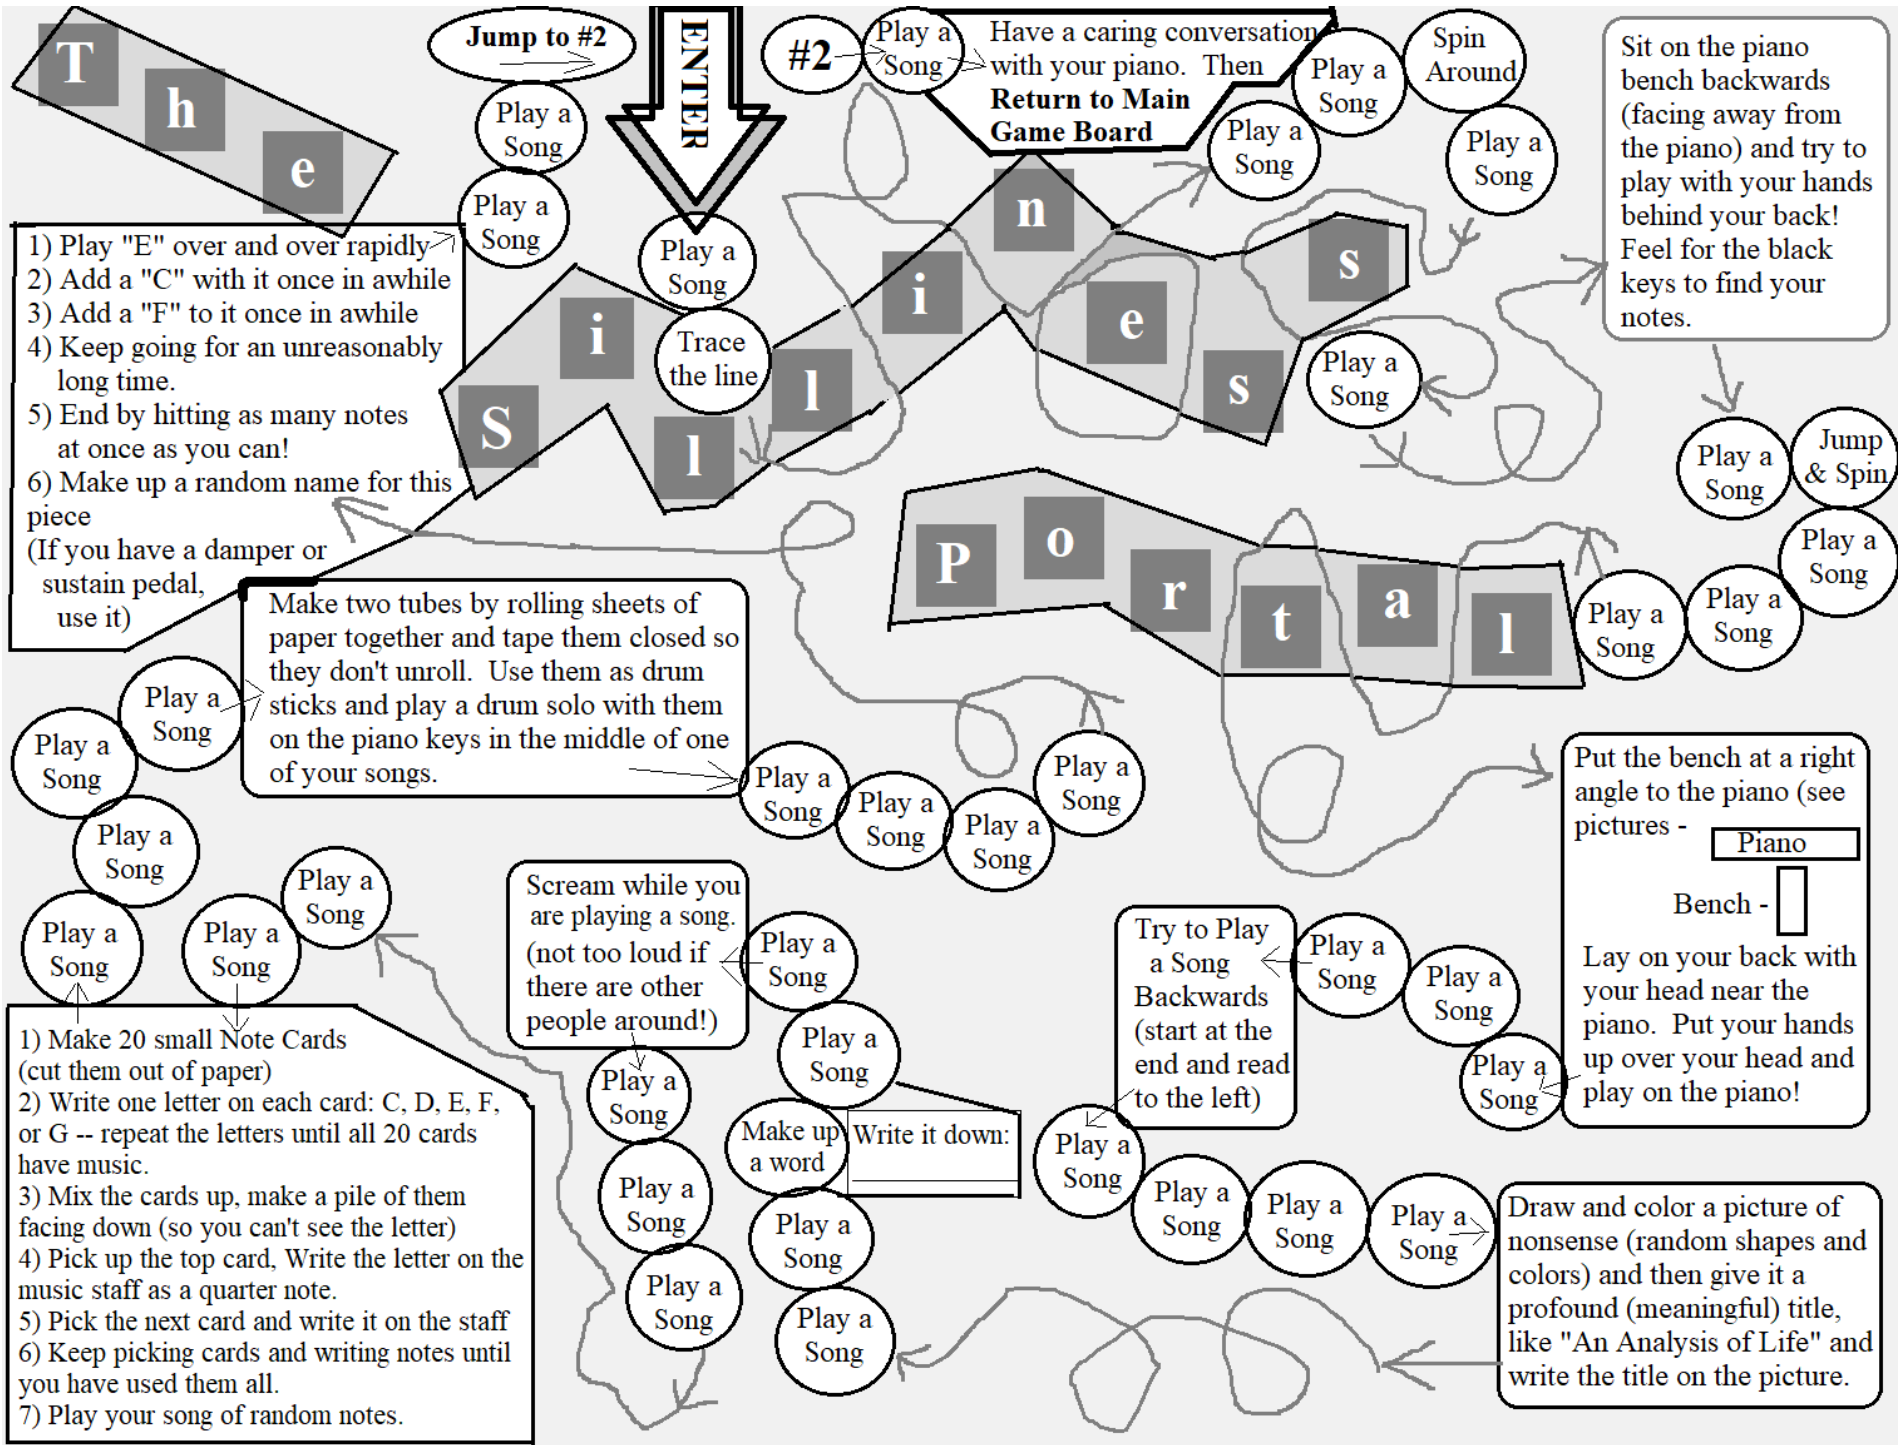 The
Silliness
Portal
ENTER
Jump to #2
Play a
Song
Play a
Song
#2
Play a
Song
Have a caring conversation
with your piano.  Then
Return to Main
Game Board
Play a
Song
Trace
the line
Play a
Song
Play a
Song
Spin
Around
Play a
Song
Play a
Song
Sit on the piano
bench backwards
(facing away from
the piano) and try to
play with your hands
behind your back!
Feel for the black
keys to find your
notes.
Play a
Song
Jump
& Spin
Play a
Song
Play a
Song
Play a
Song
1) Play "E" over and over rapidly
2) Add a "C" with it once in awhile
3) Add a "F" to it once in awhile
4) Keep going for an unreasonably
long time.
5) End by hitting as many notes
at once as you can!
6) Make up a random name for this
piece
(If you have a damper or
sustain pedal,
use it)
Make two tubes by rolling sheets of
paper together and tape them closed so
they don't unroll.  Use them as drum
sticks and play a drum solo with them
on the piano keys in the middle of one
of your songs.
Play a
Song
Play a
Song
Play a
Song
Play a
Song
Play a
Song
Play a
Song
Play a
Song
Play a
Song
Play a
Song
Play a
Song
1) Make 20 small Note Cards
(cut them out of paper)
2) Write one letter on each card: C, D, E, F,
or G -- repeat the letters until all 20 cards
have music.
3) Mix the cards up, make a pile of them
facing down (so you can't see the letter)
4) Pick up the top card, Write the letter on the
music staff as a quarter note.
5) Pick the next card and write it on the staff
6) Keep picking cards and writing notes until
you have used them all.
7) Play your song of random notes.
Scream while you
are playing a song.
(not too loud if
there are other
people around!)
Play a
Song
Play a
Song
Play a
Song
Play a
Song
Play a
Song
Make up
a word
Write it down:
Play a
Song
Play a
Song
Put the bench at a right
angle to the piano (see
pictures -
Piano
Bench -
Lay on your back with
your head near the
piano.  Put your hands
up over your head and
play on the piano!
Play a
Song
Play a
Song
Play a
Song
Try to Play
a Song
Backwards
(start at the
end and read
to the left)
Play a
Song
Play a
Song
Play a
Song
Play a
Song
Draw and color a picture of
nonsense (random shapes and
colors) and then give it a
profound (meaningful) title,
like "An Analysis of Life" and
write the title on the picture.
Play a
Song